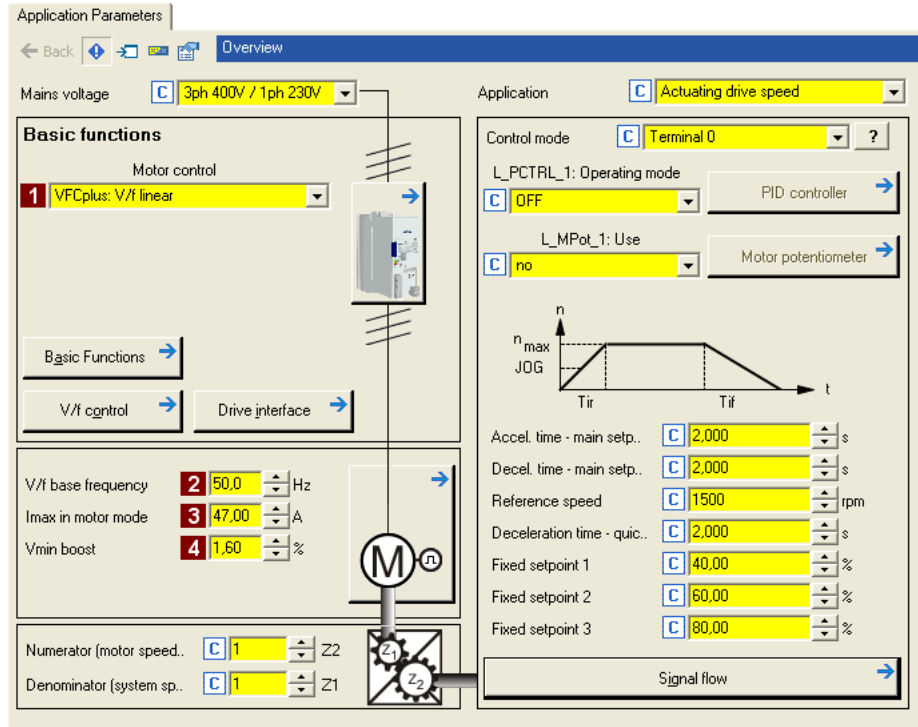 Application Parameters
Back
Overview
Mains voltage C 3ph 400V / 1ph 230V
Application C Actuating drive speed
Basic functions
Motor control
1 VFCplus: V/f linear
Basic Functions
V/f control
Drive interface
Control mode C Terminal 0 ?
L_PCTRL_1: Operating mode
C OFF
PID controller
L_MPot_1: Use
C no
Motor potentiometer
n
n max
JOG
t
Tir Tif
Accel. time - main setp.. C 2,000 s
Decel. time - main setp.. C 2,000 s
Reference speed C 1500 rpm
Deceleration time - quic.. C 2,000 s
Fixed setpoint 1 C 40,00 %
Fixed setpoint 2 C 60,00 %
Fixed setpoint 3 C 80,00 %
Signal flow
V/f base frequency 2 50,0 Hz
Imax in motor mode 3 47,00 A
Vmin boost 4 1,60 %
M
Numerator (motor speed.. C 1 Z2
Denominator (system sp.. C 1 Z1
Z1
Z2